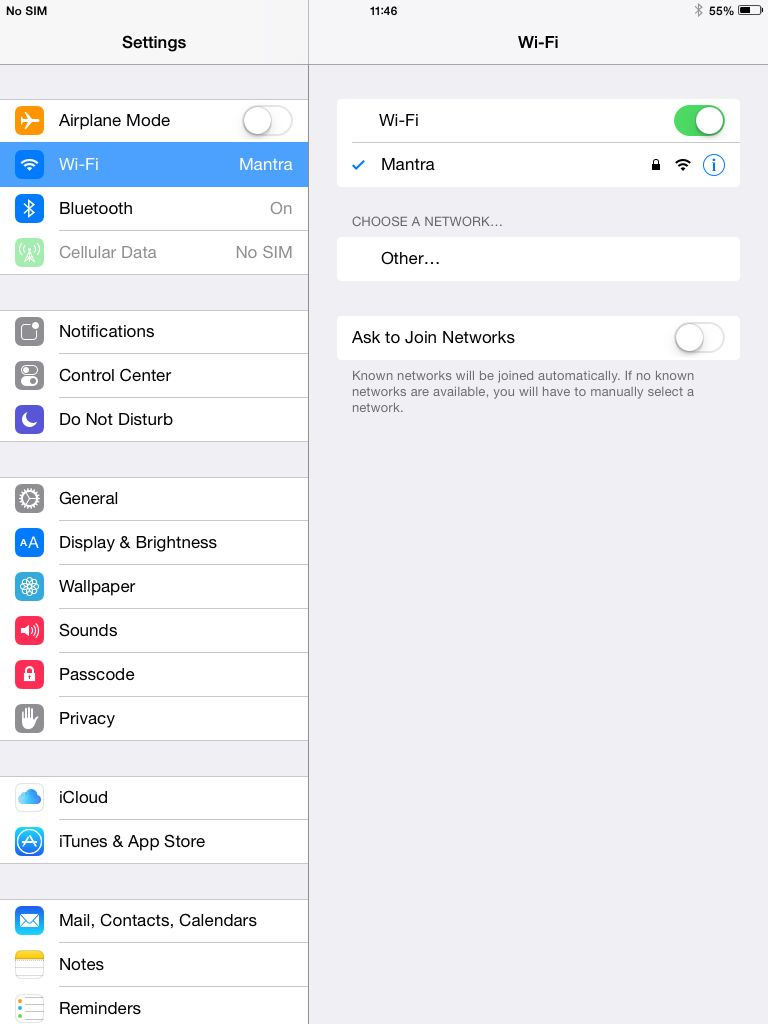 No SIM
11:46
55%
Settings
Wi-Fi
Airplane Mode
Wi-Fi Mantra
Bluetooth On
Cellular Data No SIM
Notifications
Control Center
Do Not Disturb
General
AA Display & Brightness
Wallpaper
Sounds
Passcode
Privacy
iCloud
iTunes & App Store
Mail, Contacts, Calendars
Notes
Reminders
Wi-Fi
Mantra
CHOOSE A NETWORK...
Other...
Ask to Join Networks
Known networks will be joined automatically. If no known
networks are available, you will have to manually select a
network.